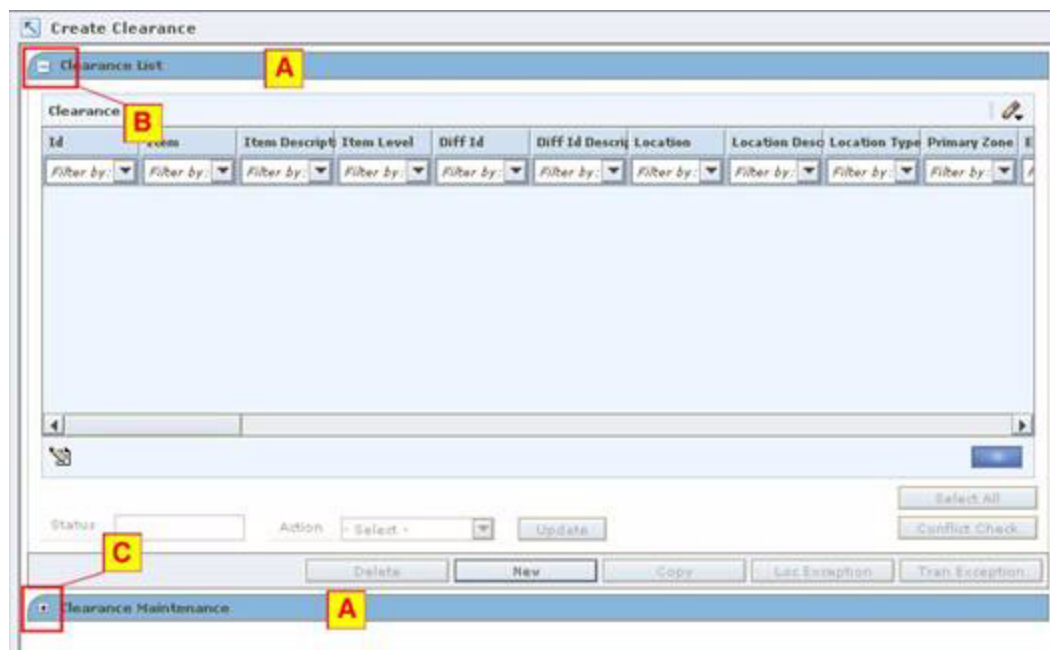 Create Clearance
Clearance List
A
Clearance
B
Id Item Item Descripti Item Level Diff Id Diff Id Descrip Location Location Desc Location Type Primary Zone E
Filter by: Filter by: Filter by: Filter by: Filter by: Filter by: Filter by: Filter by: Filter by: Filter by: F
Select All
Status Action - Select - Update Conflict Check
C
Delete New Copy Loc Exception Tran Exception
Clearance Maintenance
A